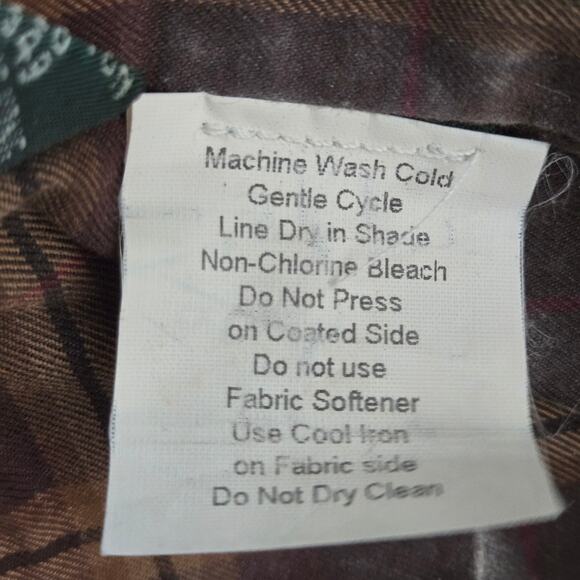 Machine Wash Cold
Gentle Cycle
Line Dry in Shade
Non-Chlorine Bleach
Do Not Press
on Coated Side
Do not use
Fabric Softener
Use Cool Iron
on Fabric side
Do Not Dry Clean